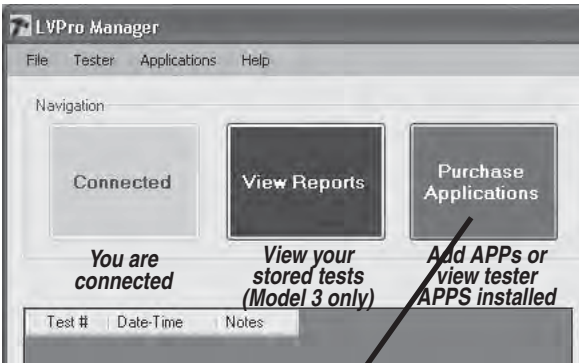 LVPro Manager
File Tester Applications Help
Navigation
Connected
View Reports
Purchase
Applications
You are
connected
View your
stored tests
(Model 3 only)
Add APPs or
view tester
APPS installed
Test # Date-Time Notes